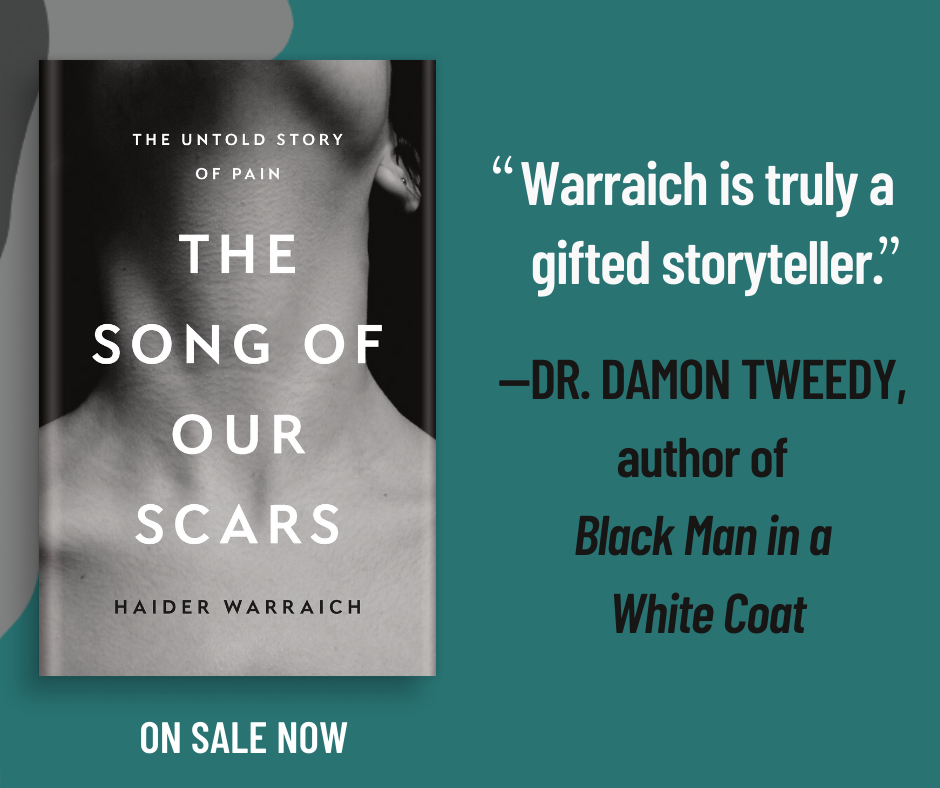 THE UNTOLD STORY
OF PAIN
THE
SONG OF
OUR
SCARS
HAIDER WARRAICH
ON SALE NOW
“Warraich is truly a
gifted storyteller.”
—DR. DAMON TWEEDY,
author of
Black Man in a
White Coat